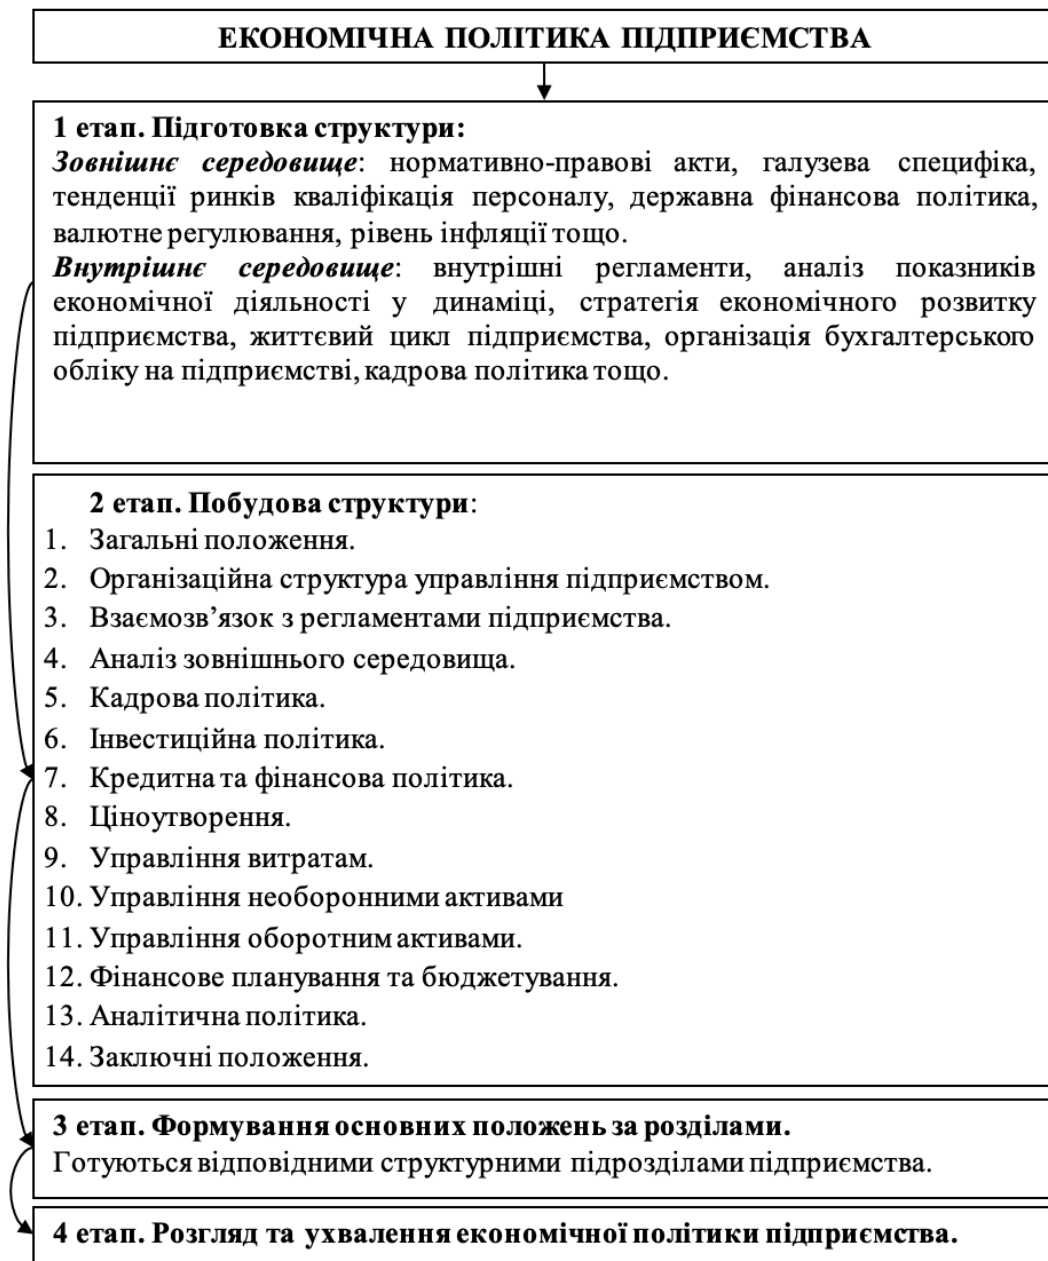 ЕКОНОМІЧНА ПОЛІТИКА ПІДПРИЄМСТВА
1 етап. Підготовка структури:
Зовнішнє середовище: нормативно-правові акти, галузева специфіка,
тенденції ринків кваліфікація персоналу, державна фінансова політика,
валютне регулювання, рівень інфляції тощо.
Внутрішнє середовище: внутрішні регламенти, аналіз показників
економічної діяльності у динаміці, стратегія економічного розвитку
підприємства, життєвий цикл підприємства, організація бухгалтерського
обліку на підприємстві, кадрова політика тощо.
2 етап. Побудова структури:
1. Загальні положення.
2. Організаційна структура управління підприємством.
3. Взаємозв’язок з регламентами підприємства.
4. Аналіз зовнішнього середовища.
5. Кадрова політика.
6. Інвестиційна політика.
7. Кредитна та фінансова політика.
8. Ціноутворення.
9. Управління витратам.
10. Управління необоронними активами
11. Управління оборотним активами.
12. Фінансове планування та бюджетування.
13. Аналітична політика.
14. Заключні положення.
3 етап. Формування основних положень за розділами.
Готуються відповідними структурними підрозділами підприємства.
4 етап. Розгляд та ухвалення економічної політики підприємства.